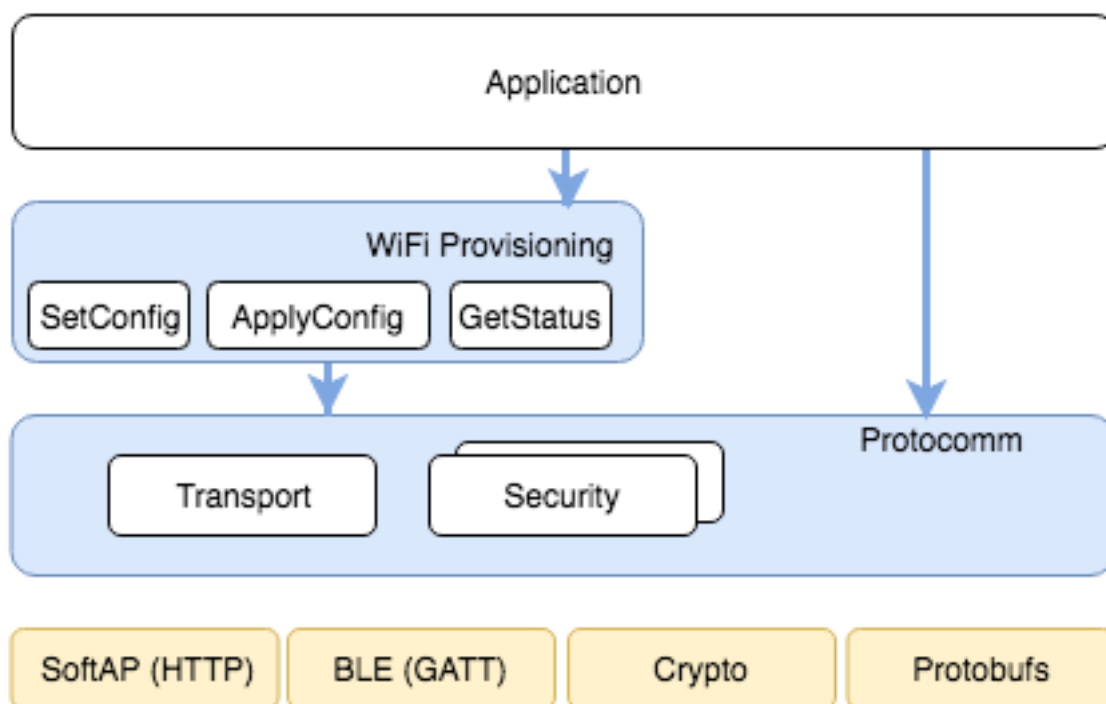 Application
WiFi Provisioning
SetConfig ApplyConfig GetStatus
Protocomm
Transport Security
SoftAP (HTTP) BLE (GATT) Crypto Protobufs